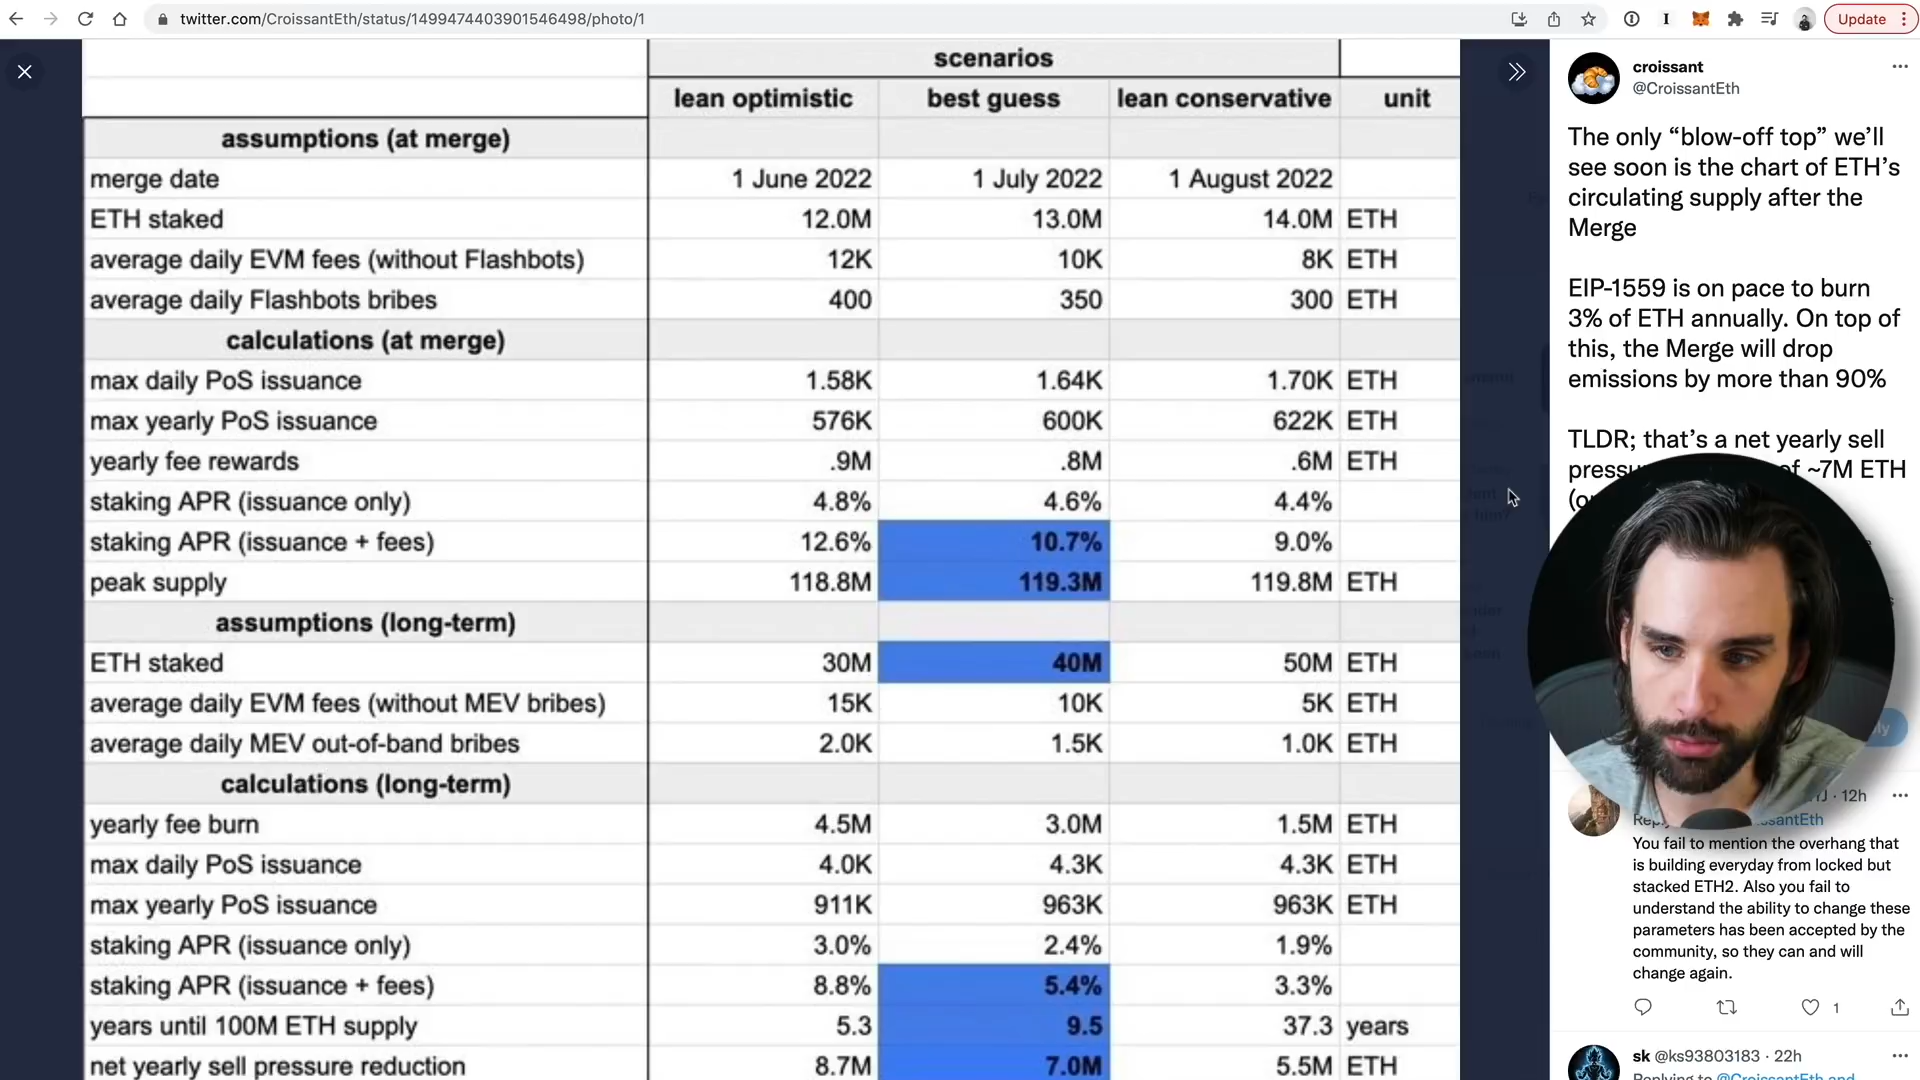 twitter.com/CroissantEth/status/1499474403901546498/photo/1
Update
scenarios
lean optimistic best guess lean conservative unit
assumptions (at merge)
merge date 1 June 2022 1 July 2022 1 August 2022
ETH staked 12.0M 13.0M 14.0M ETH
average daily EVM fees (without Flashbots) 12K 10K 8K ETH
average daily Flashbots bribes 400 350 300 ETH
calculations (at merge)
max daily PoS issuance 1.58K 1.64K 1.70K ETH
max yearly PoS issuance 576K 600K 622K ETH
yearly fee rewards .9M .8M .6M ETH
staking APR (issuance only) 4.8% 4.6% 4.4%
staking APR (issuance + fees) 12.6% 10.7% 9.0%
peak supply 118.8M 119.3M 119.8M ETH
assumptions (long-term)
ETH staked 30M 40M 50M ETH
average daily EVM fees (without MEV bribes) 15K 10K 5K ETH
average daily MEV out-of-band bribes 2.0K 1.5K 1.0K ETH
calculations (long-term)
yearly fee burn 4.5M 3.0M 1.5M ETH
max daily PoS issuance 4.0K 4.3K 4.3K ETH
max yearly PoS issuance 911K 963K 963K ETH
staking APR (issuance only) 3.0% 2.4% 1.9%
staking APR (issuance + fees) 8.8% 5.4% 3.3%
years until 100M ETH supply 5.3 9.5 37.3 years
net yearly sell pressure reduction 8.7M 7.0M 5.5M ETH
croissant
@CroissantEth
The only “blow-off top” we’ll
see soon is the chart of ETH’s
circulating supply after the
Merge
EIP-1559 is on pace to burn
3% of ETH annually. On top of
this, the Merge will drop
emissions by more than 90%
TLDR; that’s a net yearly sell
of ~7M ETH
· 12h
You fail to mention the overhang that
is building everyday from locked but
stacked ETH2. Also you fail to
understand the ability to change these
parameters has been accepted by the
community, so they can and will
change again.
1
sk @ks93803183 · 22h
Replying to @CroissantEth and